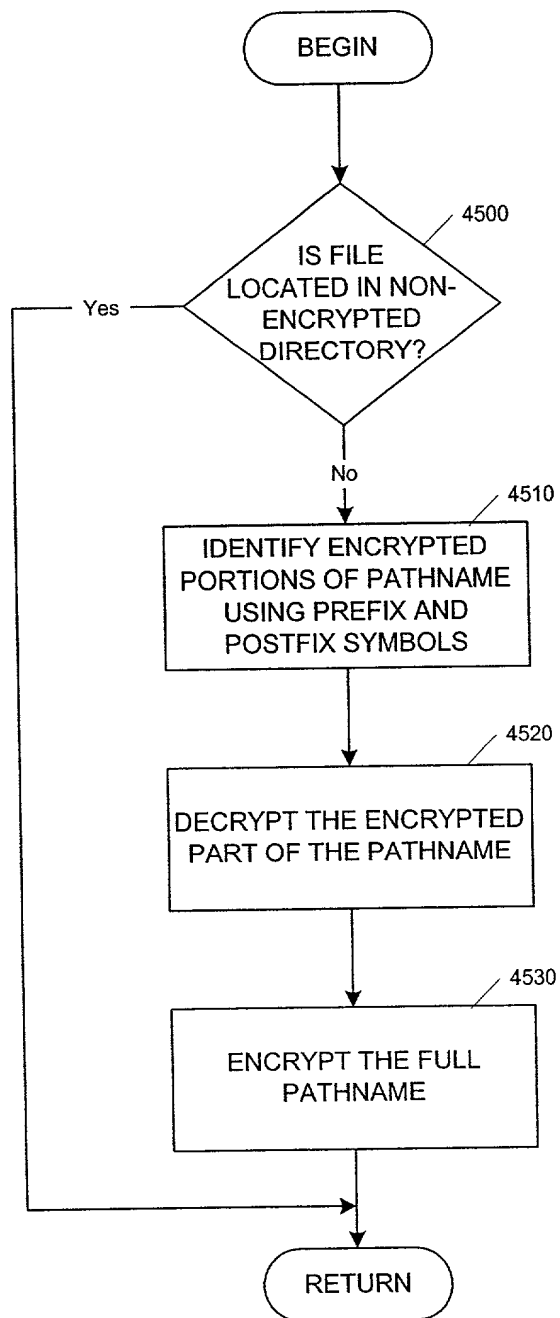 BEGIN
4500
IS FILE
LOCATED IN NON-
ENCRYPTED
DIRECTORY?
Yes
No
4510
IDENTIFY ENCRYPTED
PORTIONS OF PATHNAME
USING PREFIX AND
POSTFIX SYMBOLS
4520
DECRYPT THE ENCRYPTED
PART OF THE PATHNAME
4530
ENCRYPT THE FULL
PATHNAME
RETURN